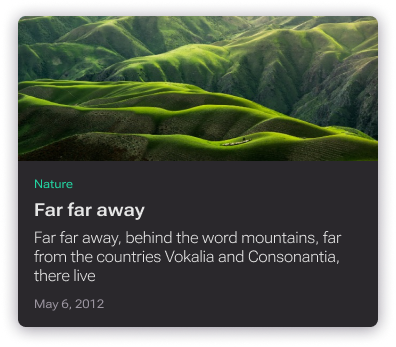 Nature
Far far away
Far far away, behind the word mountains, far
from the countries Vokalia and Consonantia,
there live
May 6, 2012